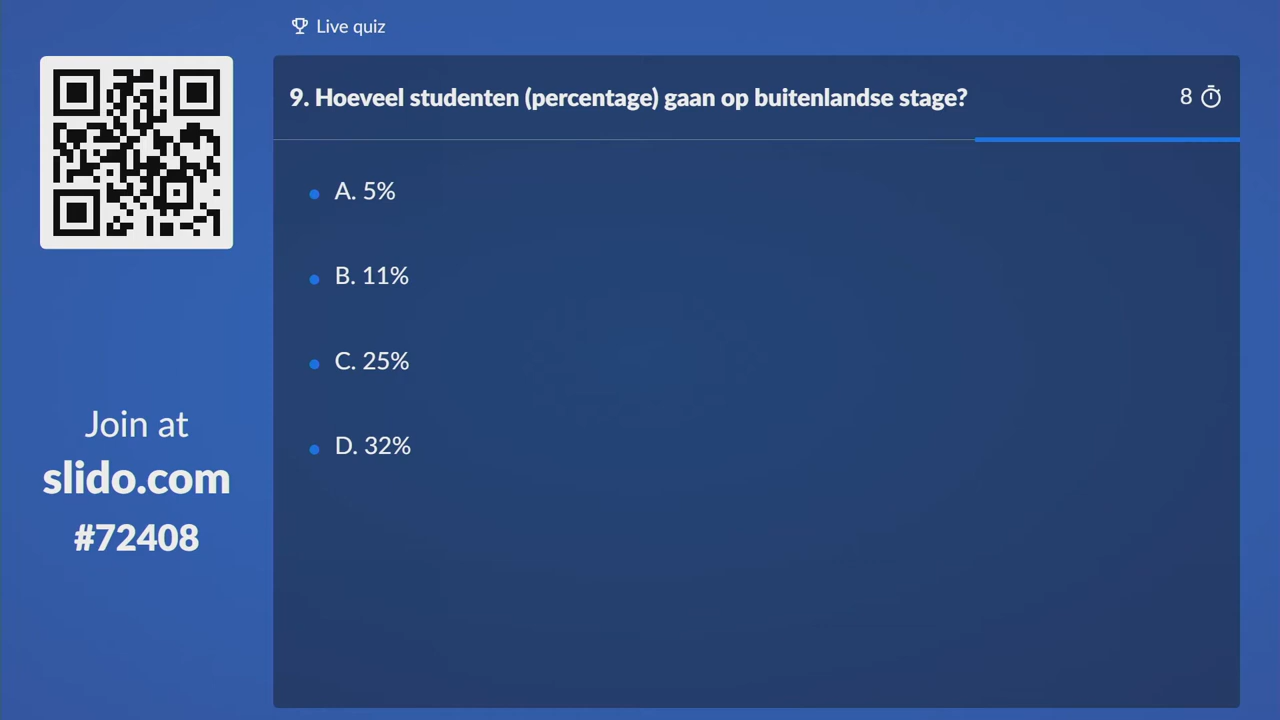 Live quiz
9. Hoeveel studenten (percentage) gaan op buitenlandse stage?
8
A. 5%
B. 11%
C. 25%
D. 32%
Join at
slido.com
#72408